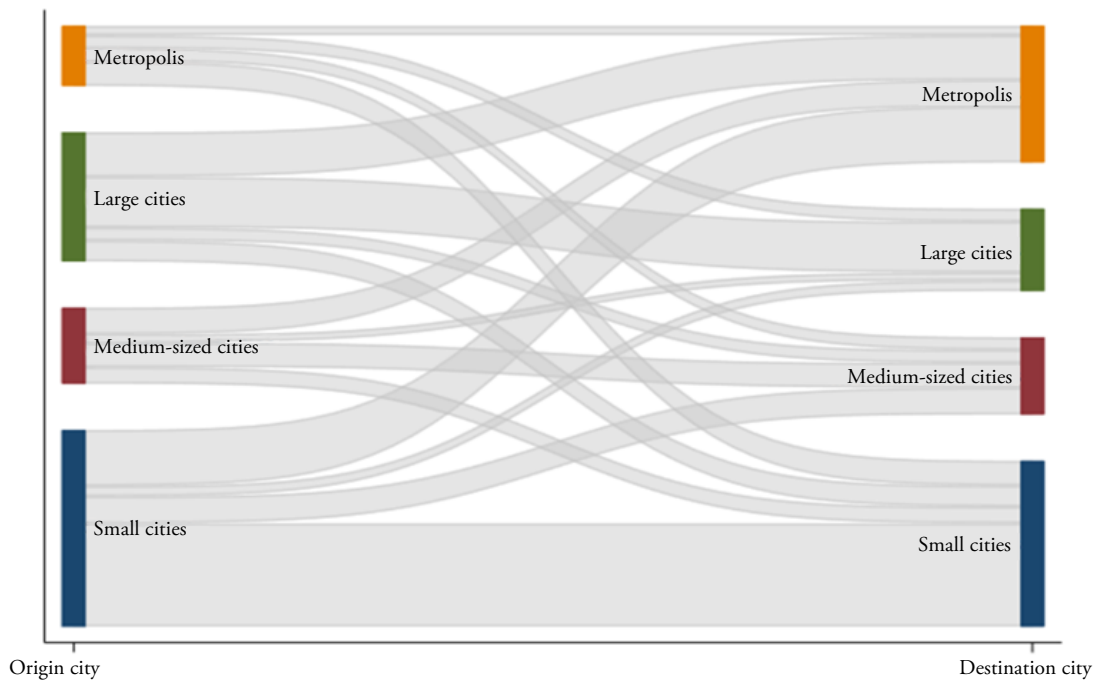 Metropolis
Metropolis
Large cities
Large cities
Medium-sized cities
Medium-sized cities
Small cities
Small cities
Origin city
Destination city